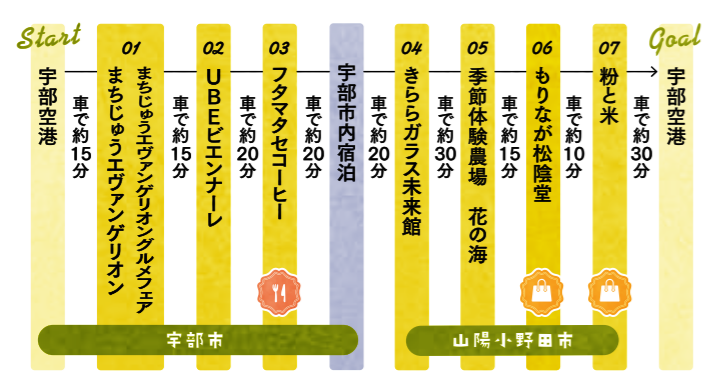 Start
宇部空港
車で約15分
01
まちじゅうエヴァンゲリオングルメフェア
まちじゅうエヴァンゲリオン
車で約15分
02
UBEビエンナーレ
車で約20分
03
フタマタセコーヒー
車で約20分
宇部市内宿泊
車で約20分
04
きららガラス未来館
車で約30分
05
季節体験農場 花の海
車で約15分
06
もりなが松陰堂
車で約10分
07
粉と米
車で約30分
Goal
宇部空港
宇部市
山陽小野田市